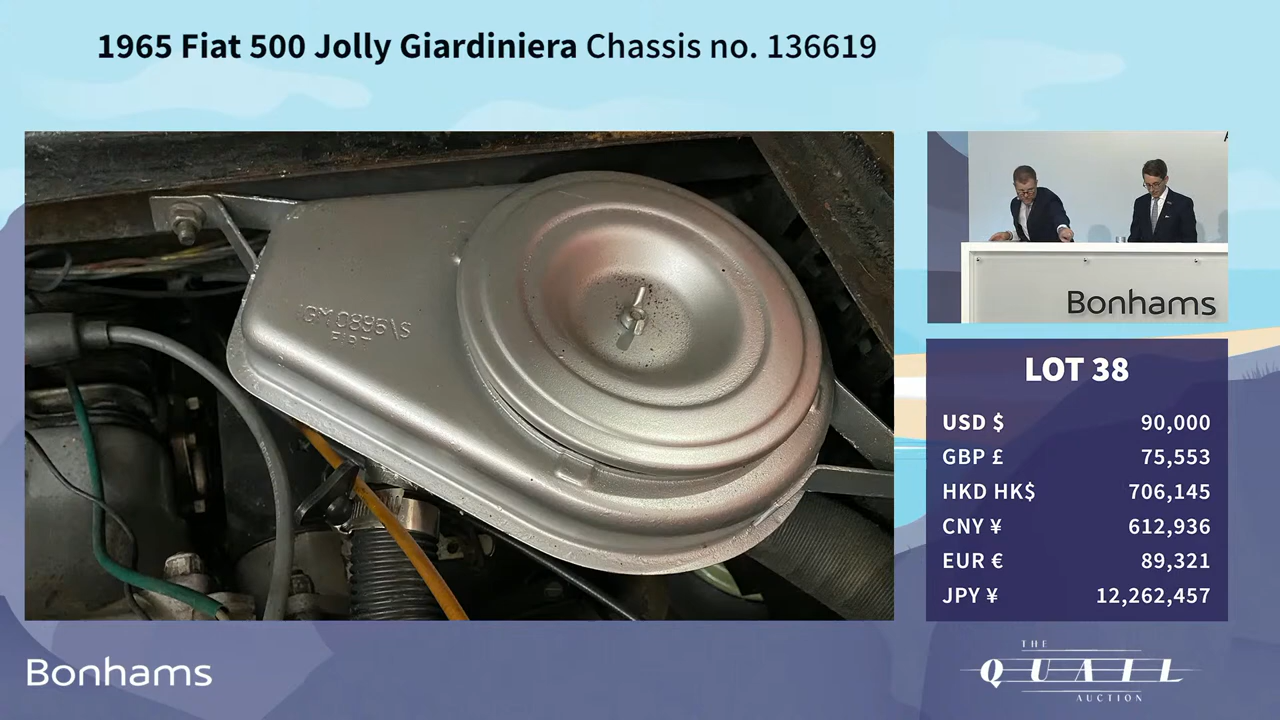 1965 Fiat 500 Jolly Giardiniera Chassis no. 136619
Bonhams
LOT 38
USD $ 90,000
GBP £ 75,553
HKD HK$ 706,145
CNY ¥ 612,936
EUR € 89,321
JPY ¥ 12,262,457
Bonhams
THE
QUAIL
AUCTION